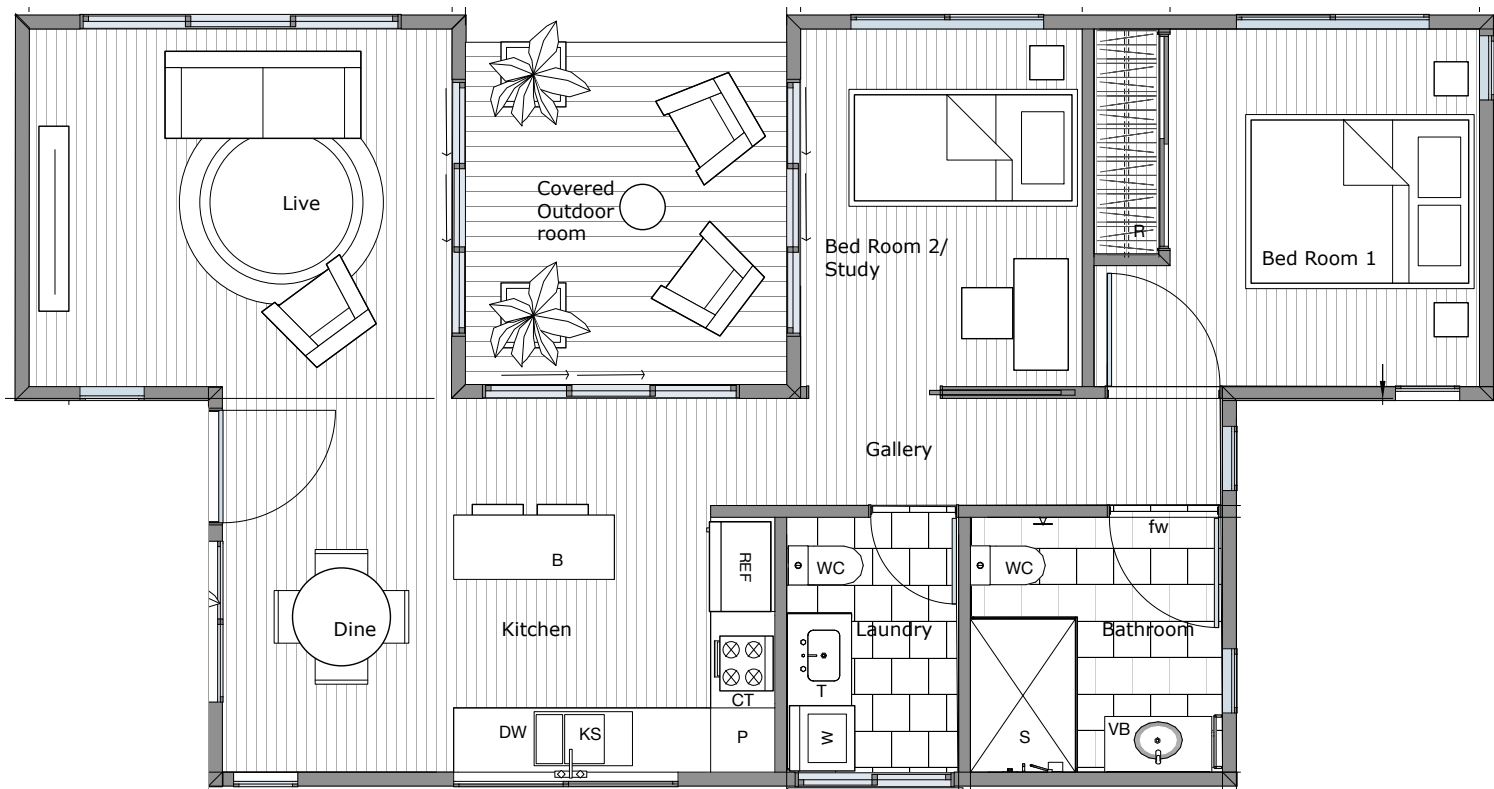 Live
Covered
Outdoor
room
Bed Room 2/
Study
R
Bed Room 1
Gallery
B
REF
WC
WC
fw
Dine
Kitchen
Laundry
Bathroom
CT
T
DW
KS
P
W
S
VB